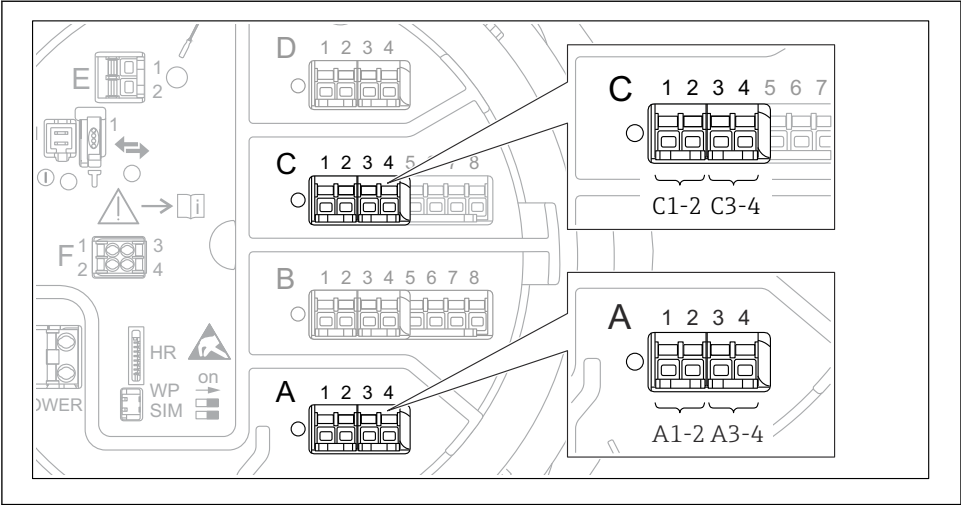 D 1 2 3 4
E 1
2
1
C 1 2 3 4 5 6 7 8
i
F 1 3
2 4
B 1 2 3 4 5 6 7 8
HR
WP
SIM
on
OWER
A 1 2 3 4
C 1 2 3 4 5 6 7
C1-2 C3-4
A 1 2 3 4
A1-2 A3-4